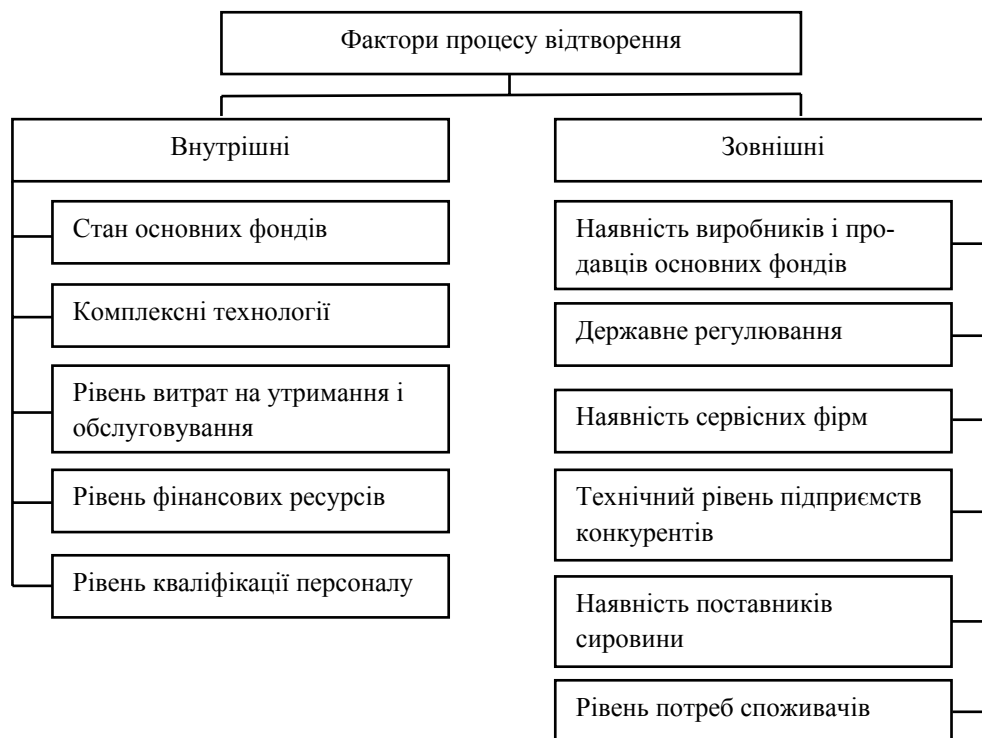 Фактори процесу відтворення
Внутрішні
Стан основних фондів
Комплексні технології
Рівень витрат на утримання і
обслуговування
Рівень фінансових ресурсів
Рівень кваліфікації персоналу
Зовнішні
Наявність виробників і про-
давців основних фондів
Державне регулювання
Наявність сервісних фірм
Технічний рівень підприємств
конкурентів
Наявність поставників
сировини
Рівень потреб споживачів